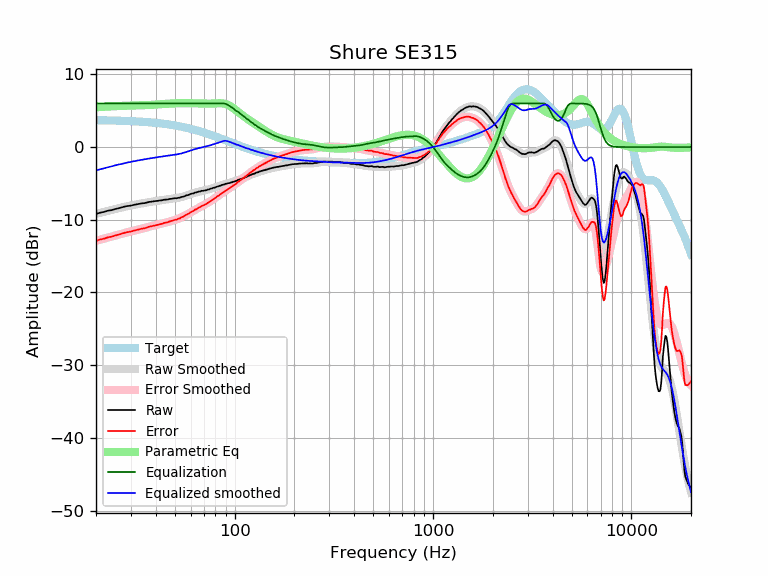 Shure SE315
10
0
−10
−20
−30
−40
−50
Amplitude (dBr)
Target
Raw Smoothed
Error Smoothed
Raw
Error
Parametric Eq
Equalization
Equalized smoothed
100
1000
10000
Frequency (Hz)